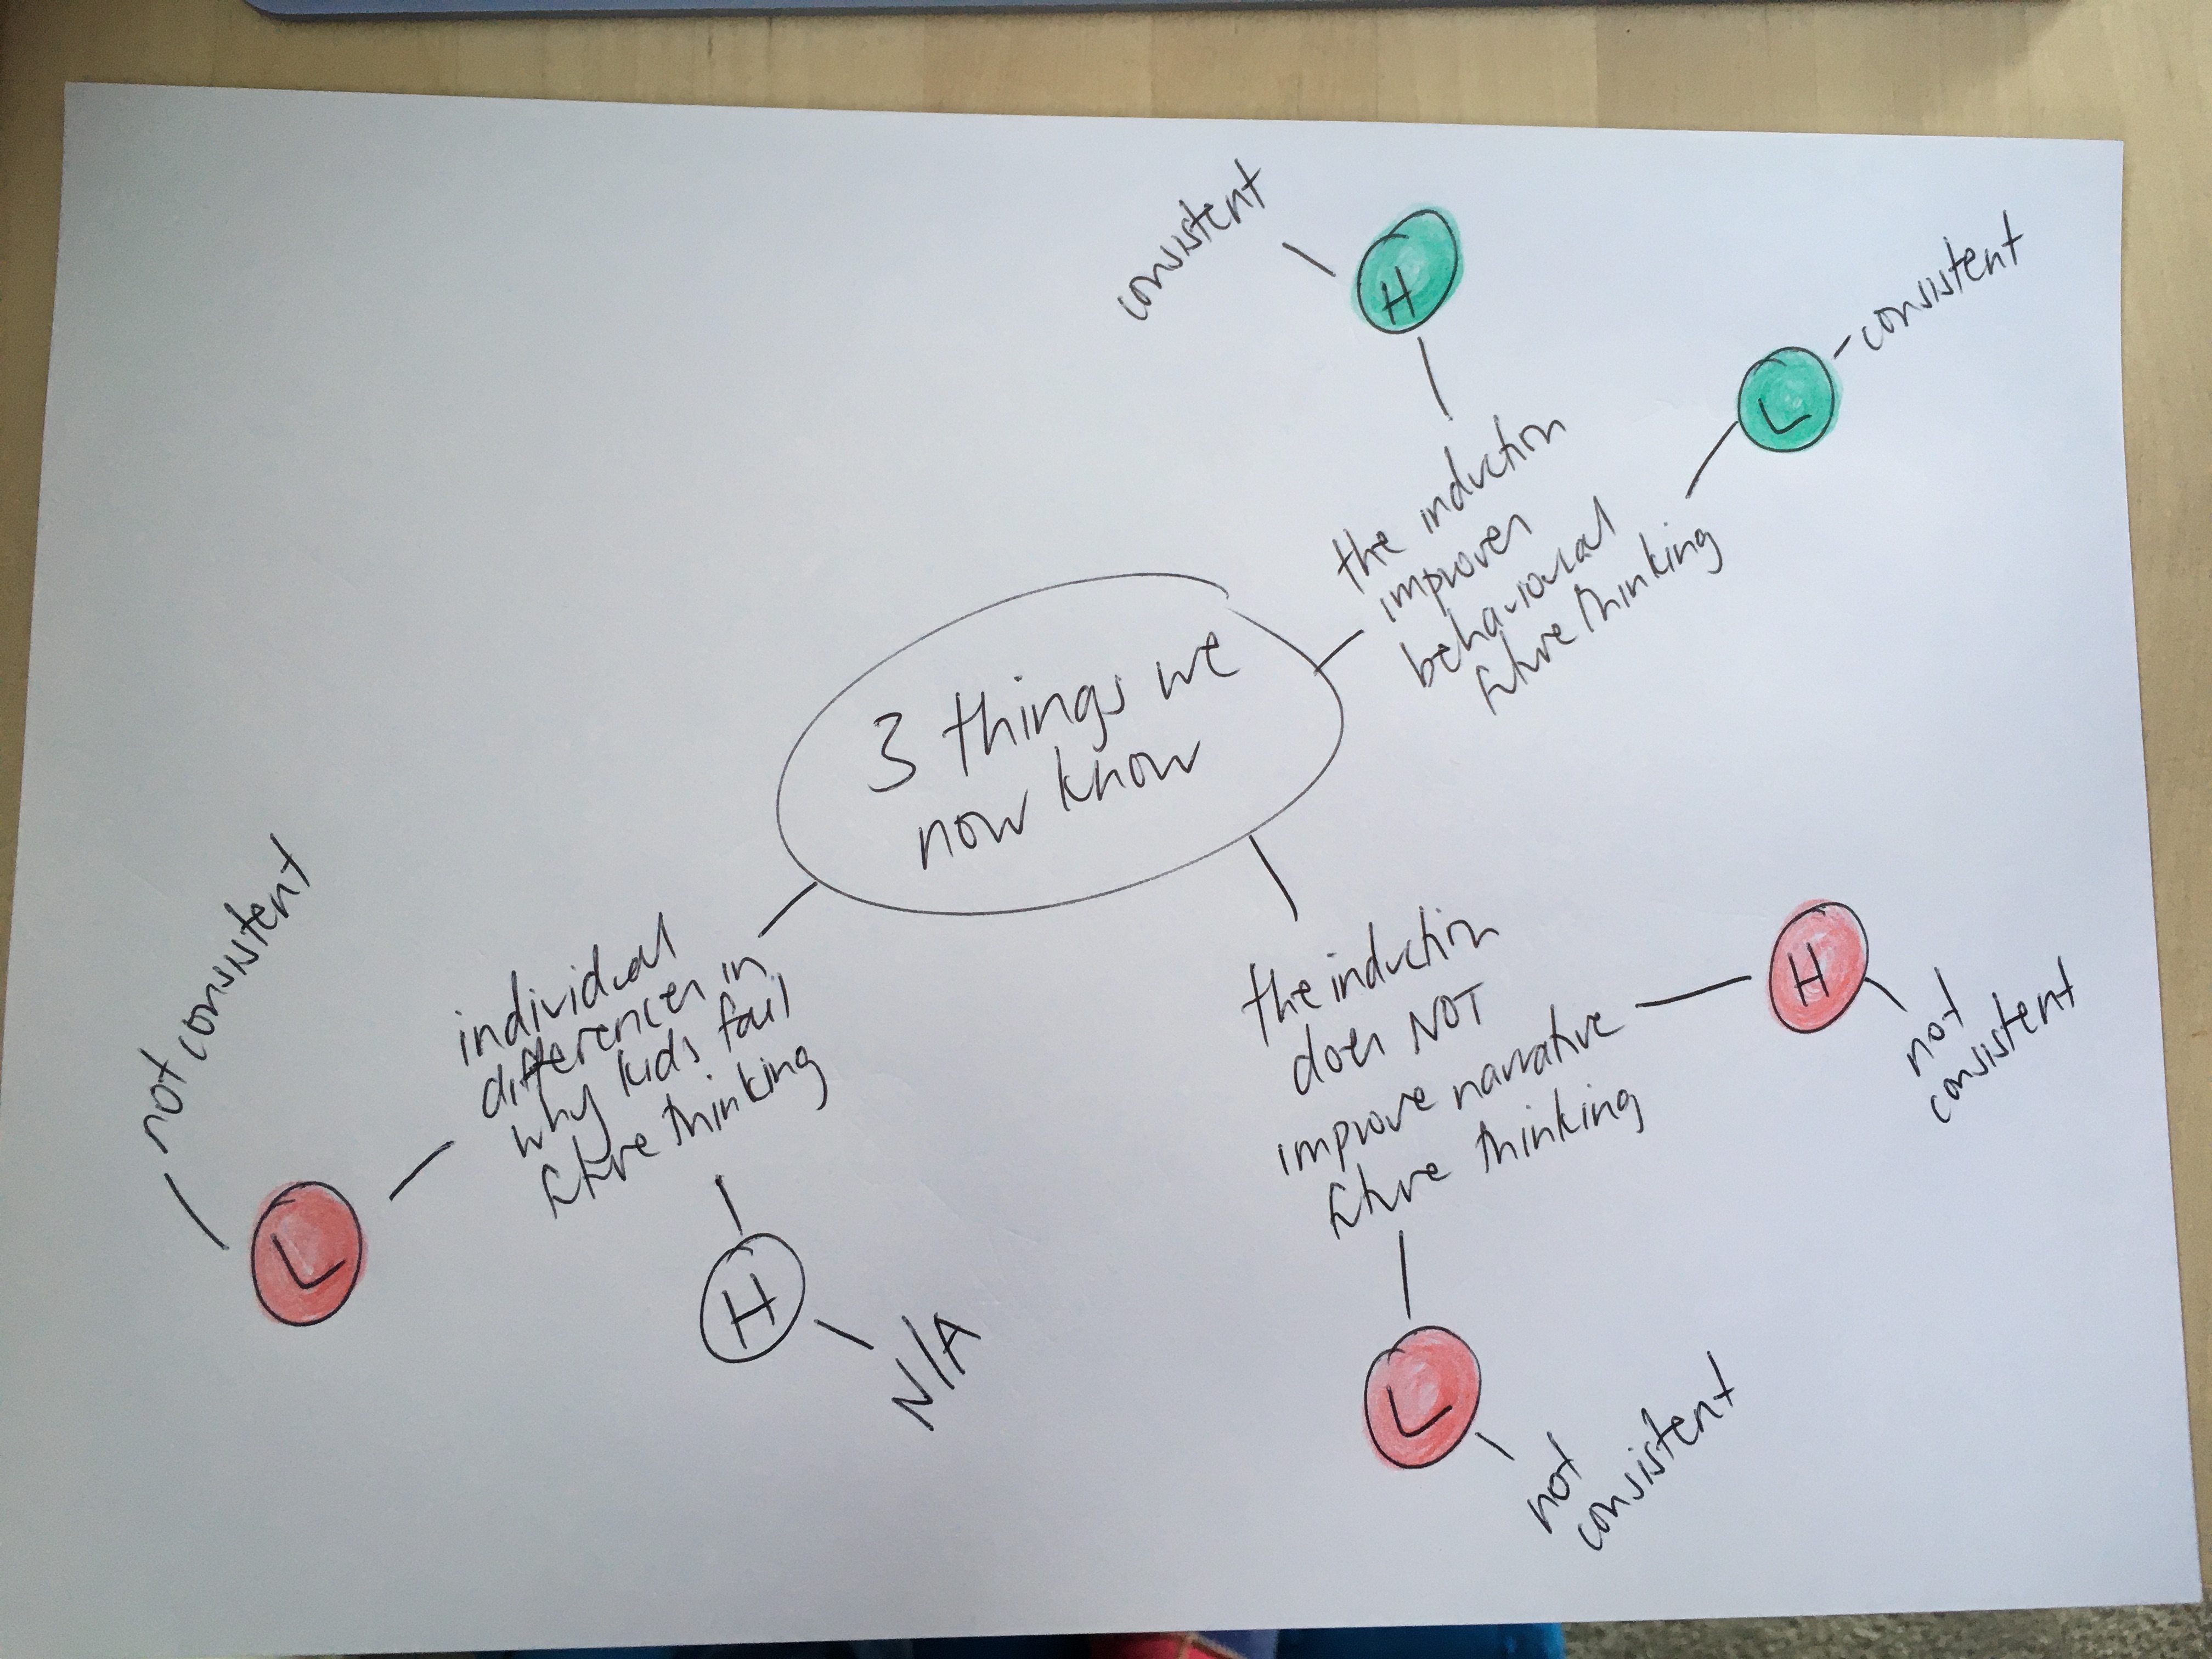 3 things we
now know
consistent
H
L
consistent
the induction
improves
behavioural
future thinking
the induction
does NOT
improve narrative
future thinking
H
not
consistent
L
not
consistent
individual
differences in
why kids fail
future thinking
L
not consistent
H
N/A